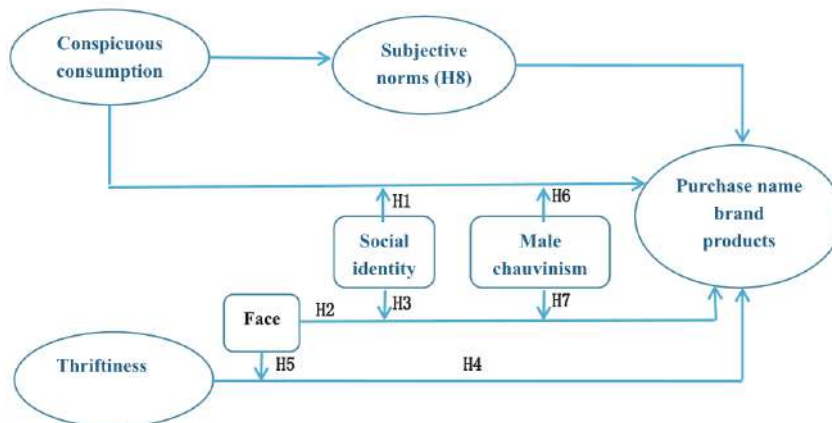 Conspicuous
consumption
Subjective
norms (H8)
Purchase name
brand
products
H1
H6
Social
identity
Male
chauvinism
H3
H7
Face
H2
H5
H4
Thriftiness